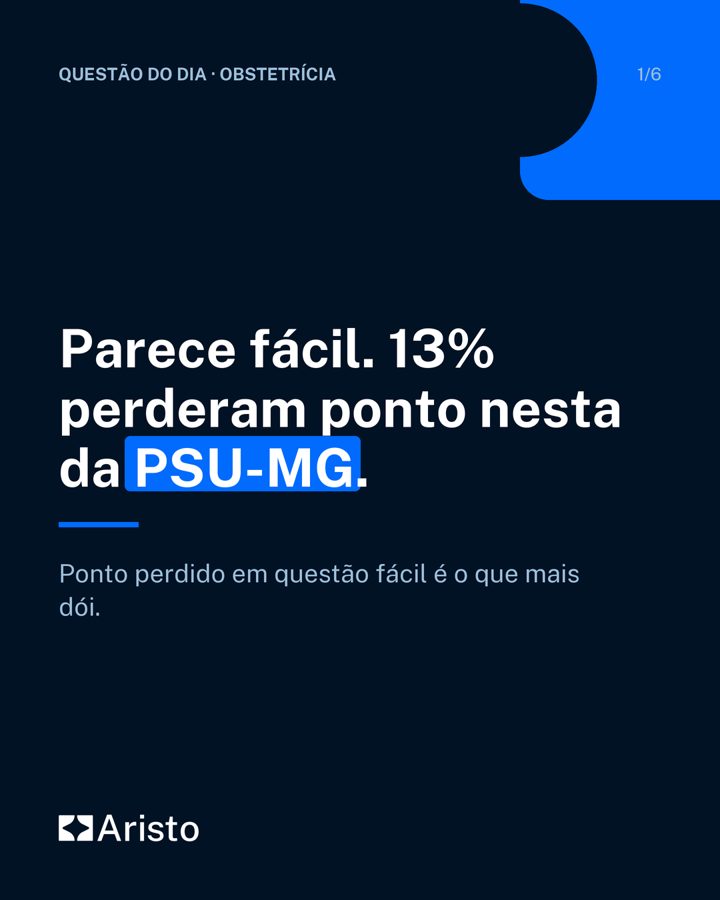 QUESTÃO DO DIA · OBSTETRÍCIA
1/6
Parece fácil. 13%
perderam ponto nesta
da PSU-MG.
Ponto perdido em questão fácil é o que mais
dói.
Aristo